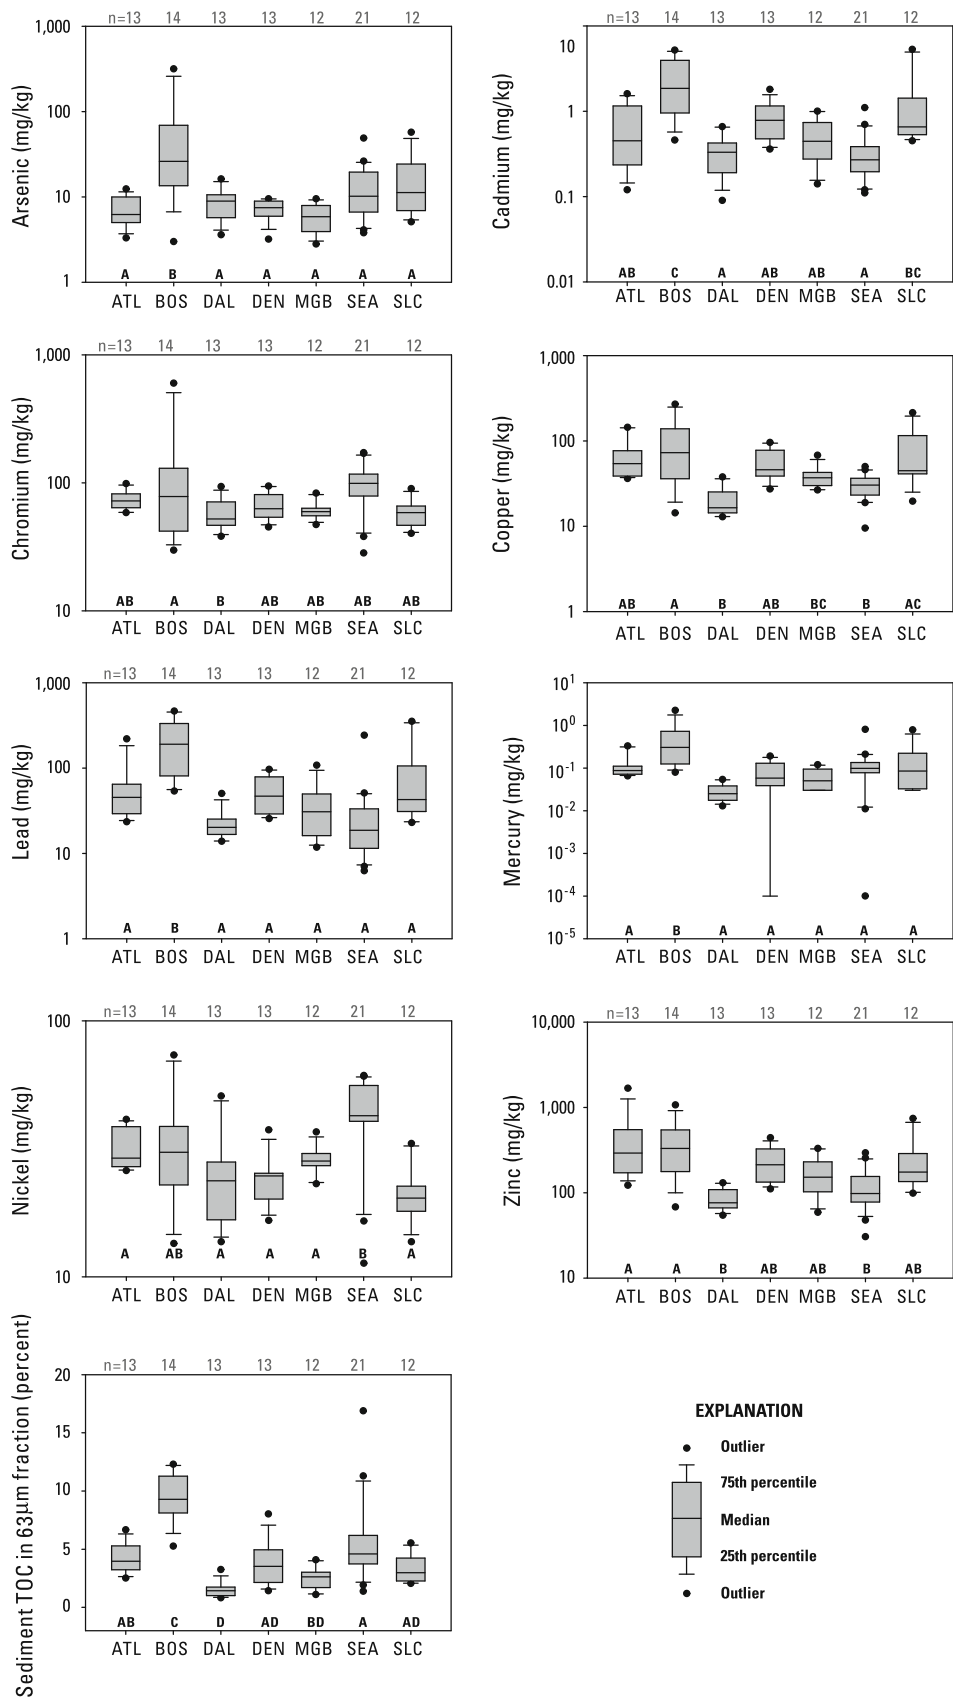 n=13 14 13 13 12 21 12
1,000
100
10
1
Arsenic (mg/kg)
A B A A A A A
ATL BOS DAL DEN MGB SEA SLC
n=13 14 13 13 12 21 12
10
1
0.1
0.01
Cadmium (mg/kg)
AB C A AB AB A BC
ATL BOS DAL DEN MGB SEA SLC
n=13 14 13 13 12 21 12
1,000
100
10
Chromium (mg/kg)
AB A B AB AB AB AB
ATL BOS DAL DEN MGB SEA SLC
1,000
100
10
1
Copper (mg/kg)
AB A B AB BC B AC
ATL BOS DAL DEN MGB SEA SLC
n=13 14 13 13 12 21 12
1,000
100
10
1
Lead (mg/kg)
A B A A A A A
ATL BOS DAL DEN MGB SEA SLC
10¹
10⁰
10⁻¹
10⁻²
10⁻³
10⁻⁴
10⁻⁵
Mercury (mg/kg)
A B A A A A A
ATL BOS DAL DEN MGB SEA SLC
n=13 14 13 13 12 21 12
100
10
Nickel (mg/kg)
A AB A A A B A
ATL BOS DAL DEN MGB SEA SLC
n=13 14 13 13 12 21 12
10,000
1,000
100
10
Zinc (mg/kg)
A A B AB AB B AB
ATL BOS DAL DEN MGB SEA SLC
n=13 14 13 13 12 21 12
20
15
10
5
0
Sediment TOC in 63µm fraction (percent)
AB C D AD BD A AD
ATL BOS DAL DEN MGB SEA SLC
EXPLANATION
Outlier
75th percentile
Median
25th percentile
Outlier